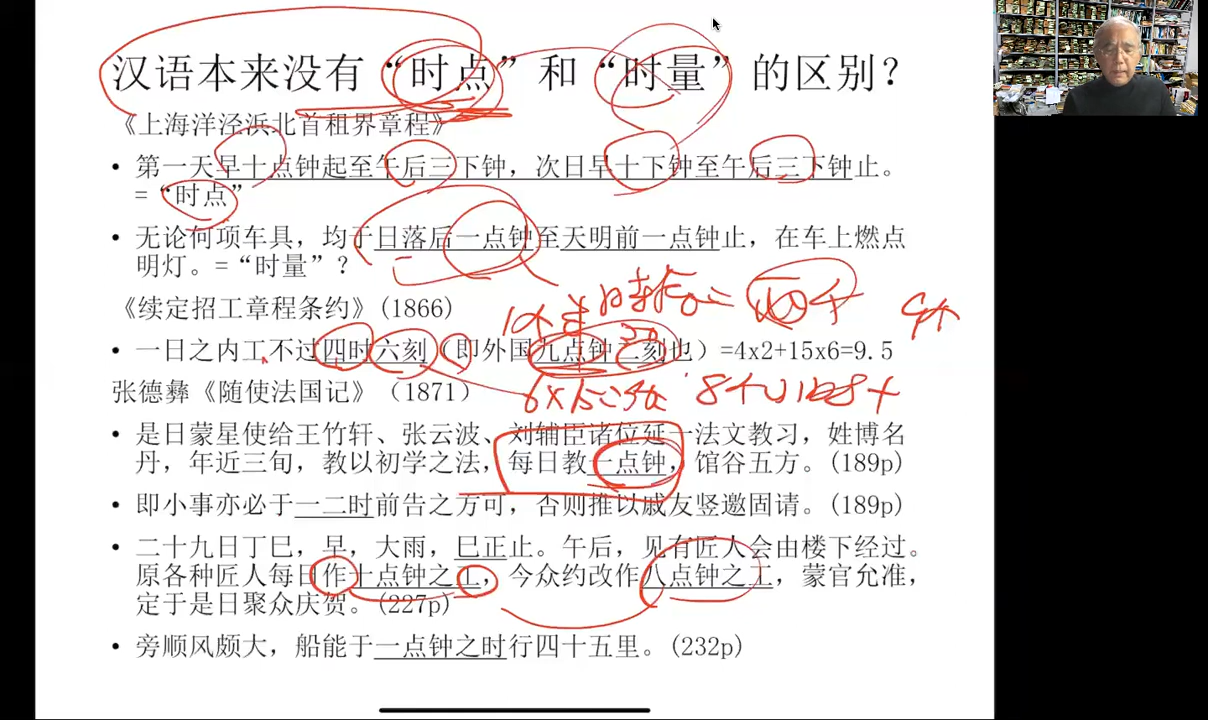 汉语本来没有“时点”和“时量”的区别？
《上海洋泾浜北首租界章程》
• 第一天早十点钟起至午后三下钟，次日早十下钟至午后三下钟止。
=“时点”
• 无论何项车具，均于日落后一点钟至天明前一点钟止，在车上燃点
明灯。=“时量”？
《续定招工章程条约》(1866)
• 一日之内工不过四时六刻（即外国九点钟二刻也）=4x2+15x6=9.5
张德彝《随使法国记》（1871）
6x15=90
• 是日蒙星使给王竹轩、张云波、刘辅臣诸位延一法文教习，姓博名
丹，年近三旬，教以初学之法，每日教一点钟，馆谷五方。(189p)
• 即小事亦必于一二时前告之方可，否则推以戚友竖邀固请。(189p)
• 二十九日丁巳，早，大雨，巳正止。午后，见有匠人会由楼下经过。
原各种匠人每日作十点钟之工，今众约改作八点钟之工，蒙官允准，
定于是日聚众庆贺。(227p)
• 旁顺风颇大，船能于一点钟之时行四十五里。(232p)